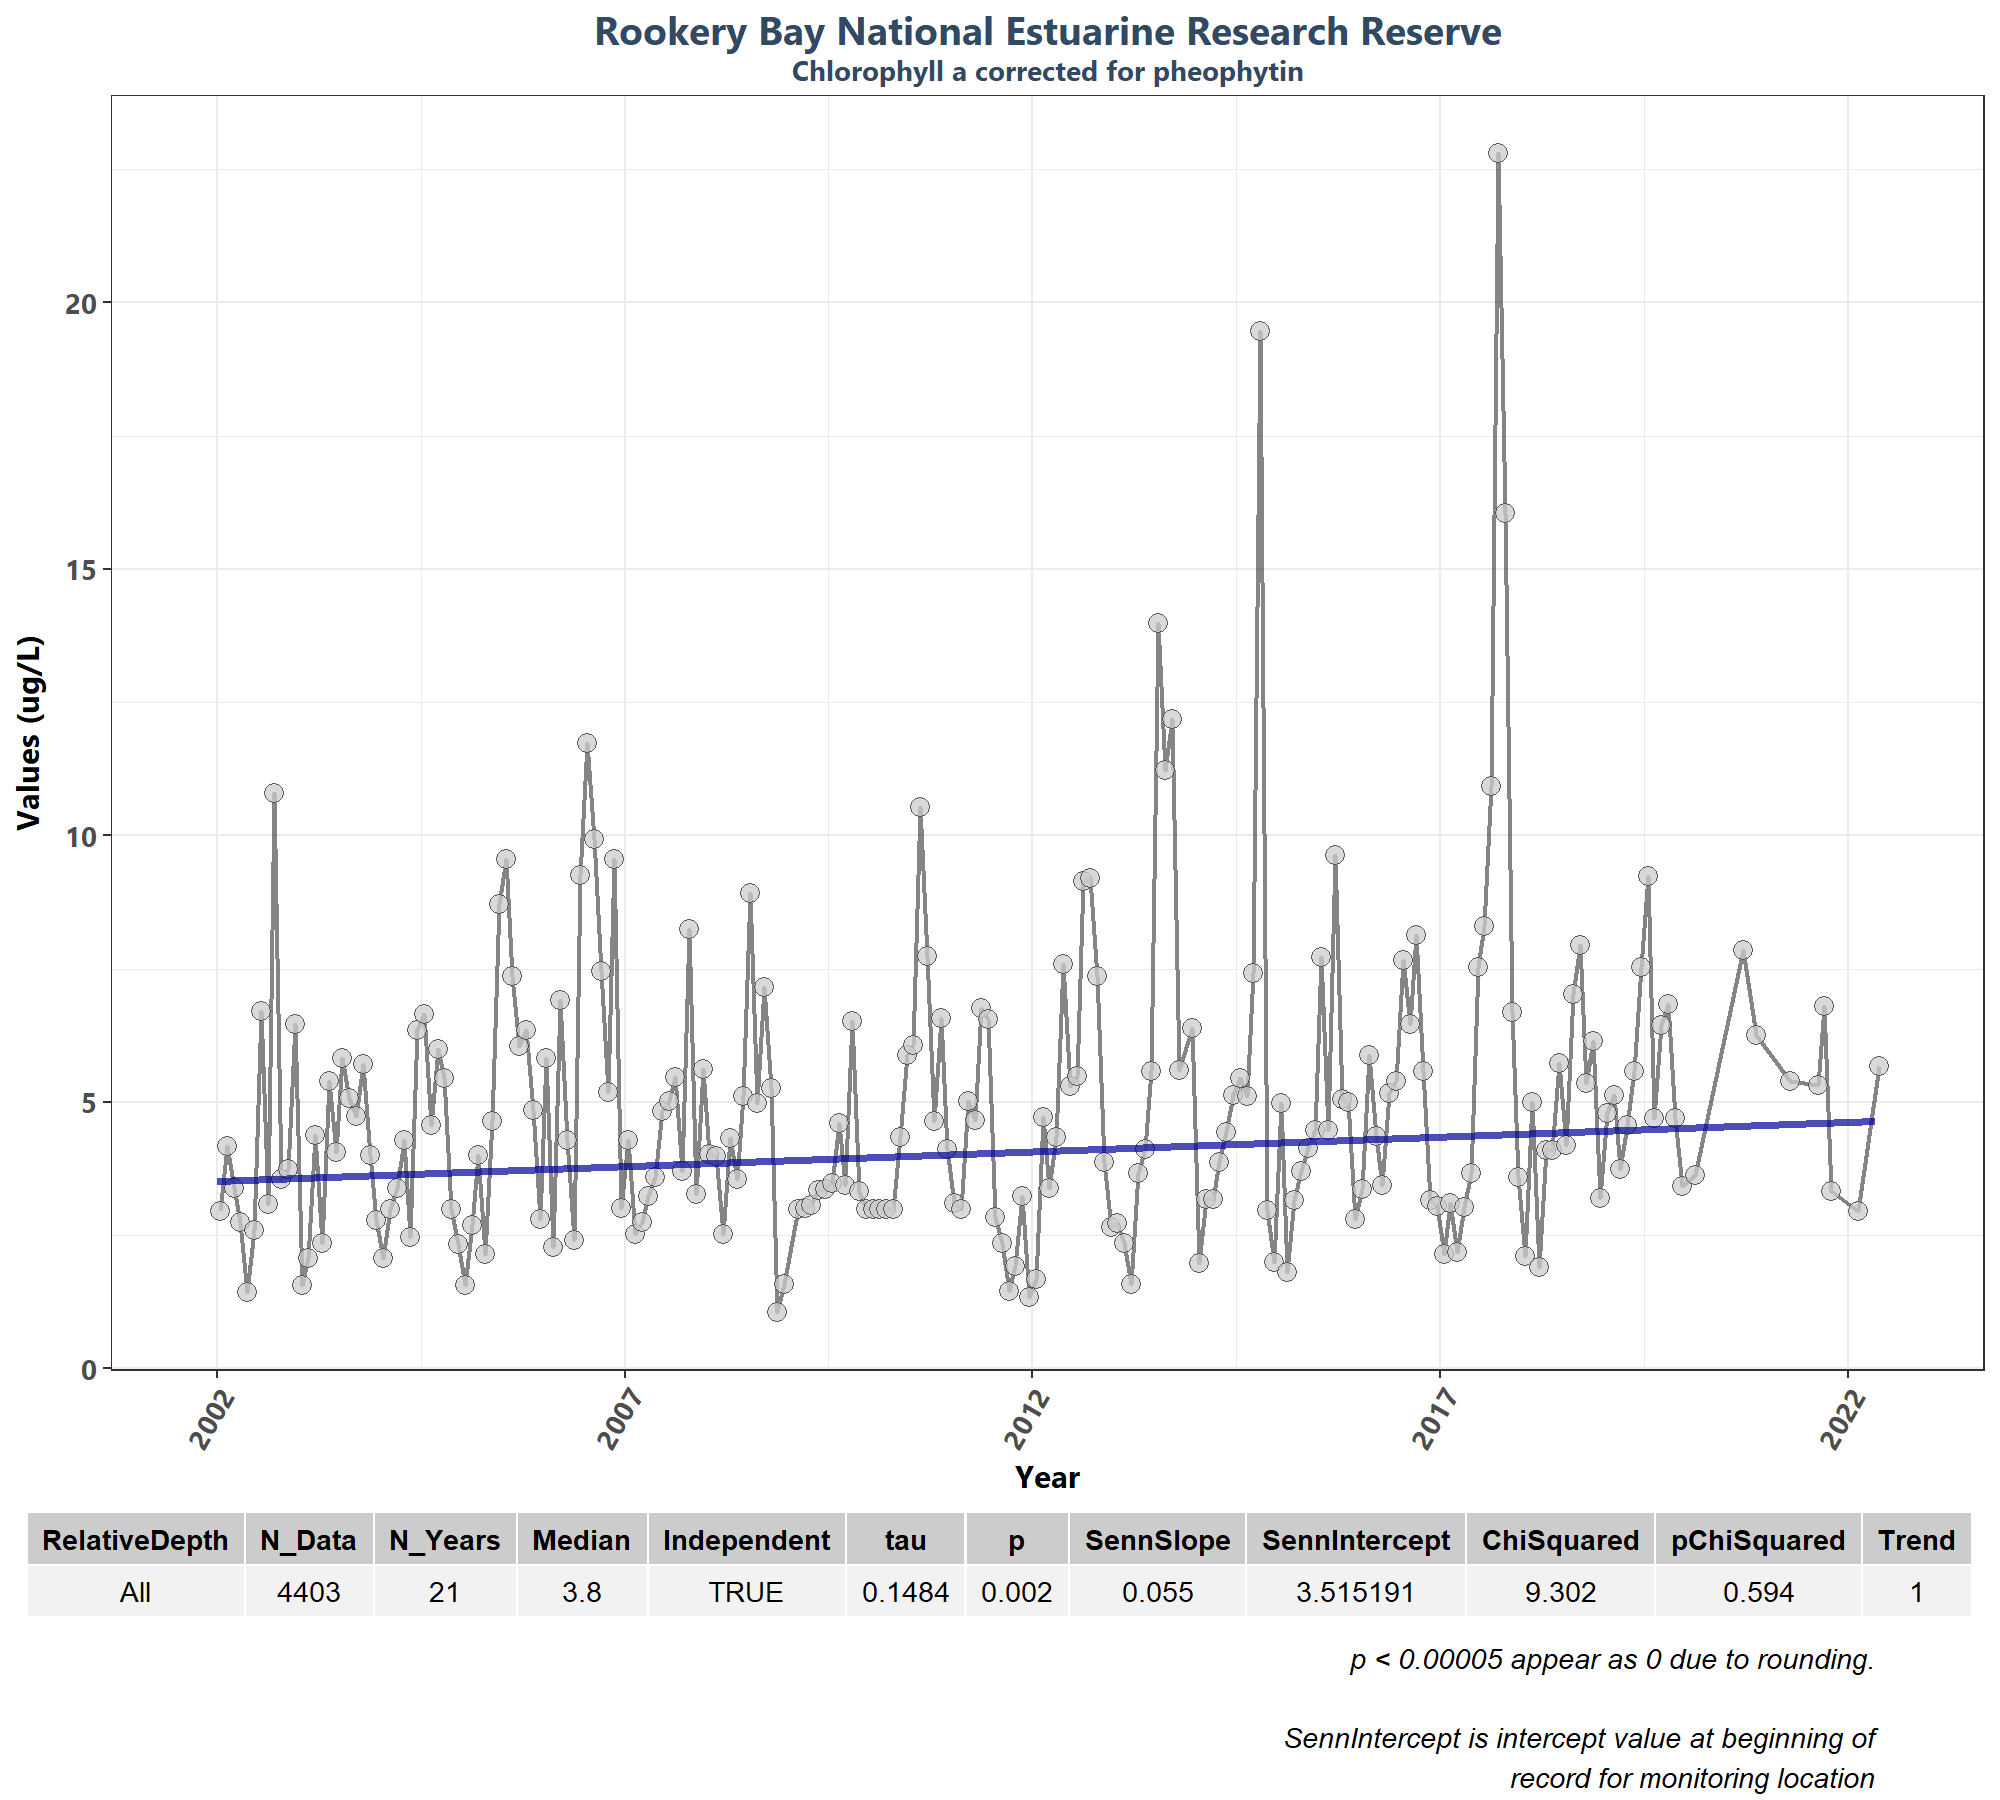 Rookery Bay National Estuarine Research Reserve
Chlorophyll a corrected for pheophytin
Values (ug/L)
20
15
10
5
0
2002 2007 2012 2017 2022
Year
RelativeDepth N_Data N_Years Median Independent tau p SennSlope SennIntercept ChiSquared pChiSquared Trend
All 4403 21 3.8 TRUE 0.1484 0.002 0.055 3.515191 9.302 0.594 1
p < 0.00005 appear as 0 due to rounding.
SennIntercept is intercept value at beginning of
record for monitoring location